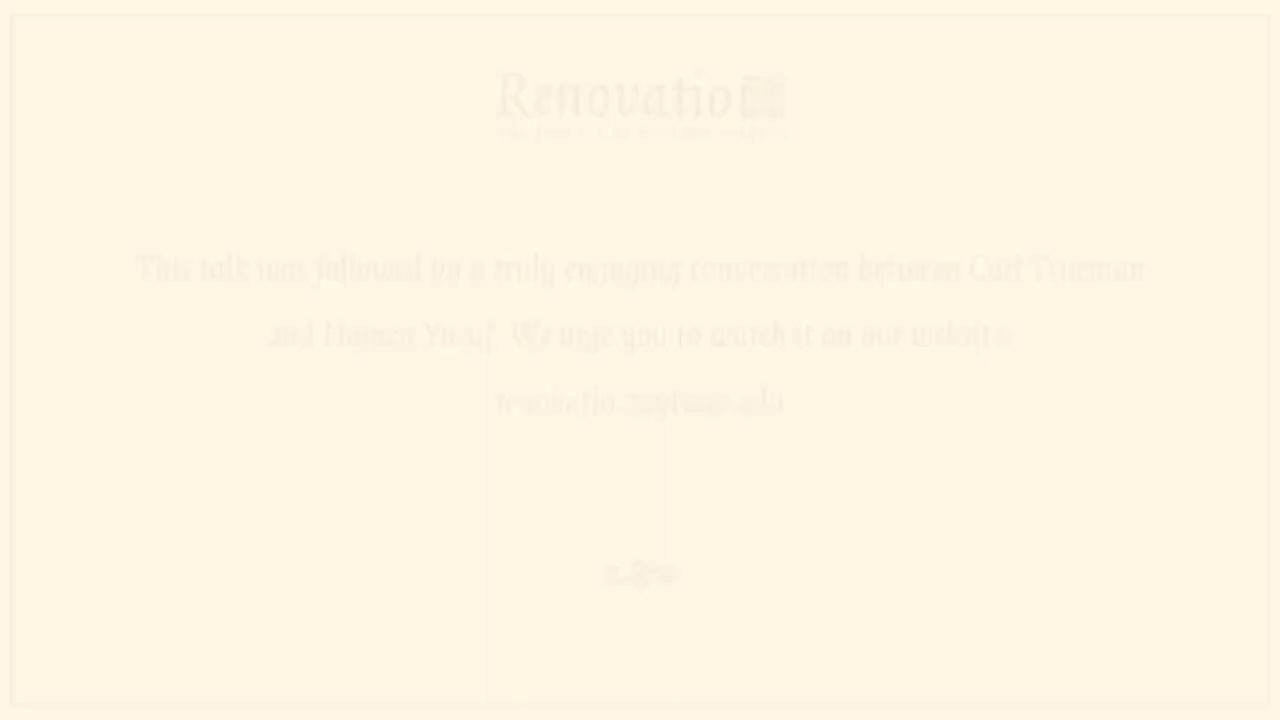 Renovatio
This talk was followed by a truly engaging conversation between Carl Trueman
and Hamza Yusuf. We urge you to watch it on our website
renovatio.zaytuna.edu